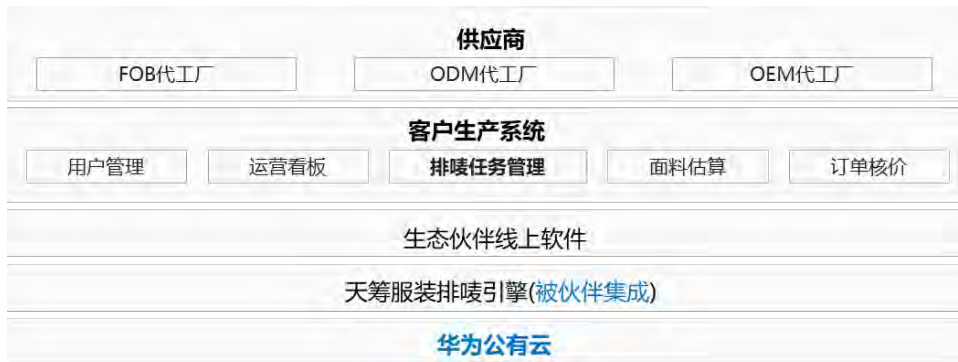 供应商
FOB代工厂 ODM代工厂 OEM代工厂
客户生产系统
用户管理 运营看板 排唛任务管理 面料估算 订单核价
生态伙伴线上软件
天筹服装排唛引擎(被伙伴集成)
华为公有云